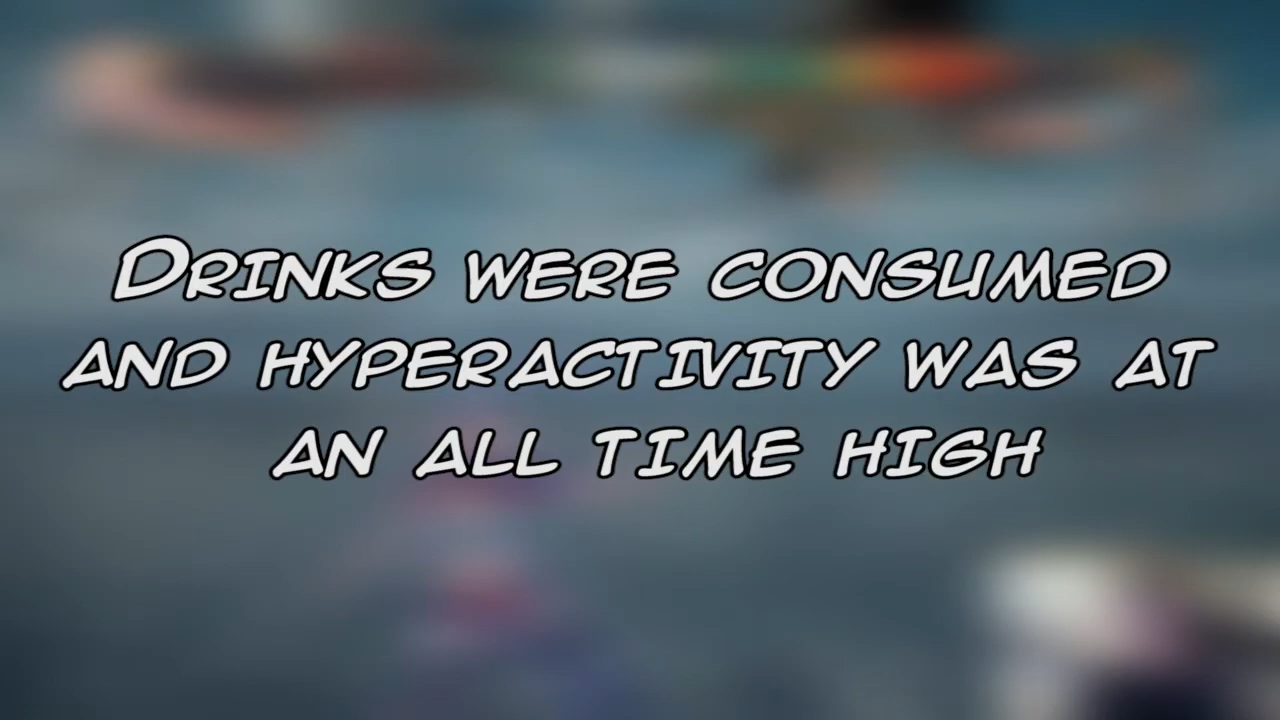 Drinks were consumed
and hyperactivity was at
an all time high